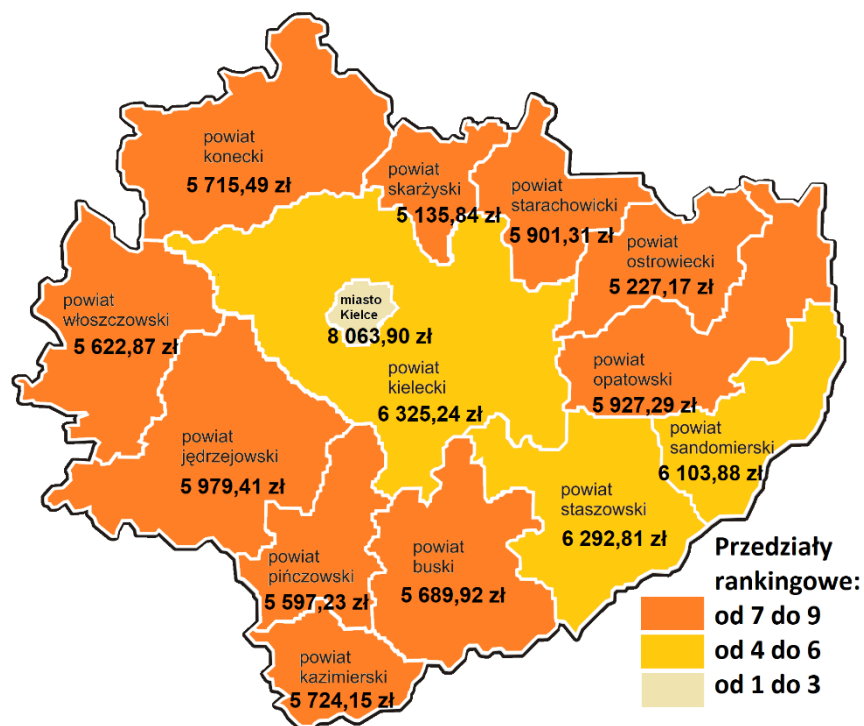 powiat
konecki
5 715,49 zł
powiat
skarżyski
5 135,84 zł
powiat
starachowicki
5 901,31 zł
powiat
ostrowiecki
5 227,17 zł
powiat
włoszczowski
5 622,87 zł
miasto
Kielce
8 063,90 zł
powiat
kielecki
6 325,24 zł
powiat
opatowski
5 927,29 zł
powiat
sandomierski
6 103,88 zł
powiat
jędrzejowski
5 979,41 zł
powiat
staszowski
6 292,81 zł
powiat
pińczowski
5 597,23 zł
powiat
buski
5 689,92 zł
powiat
kazimierski
5 724,15 zł
Przedziały
rankingowe:
od 7 do 9
od 4 do 6
od 1 do 3